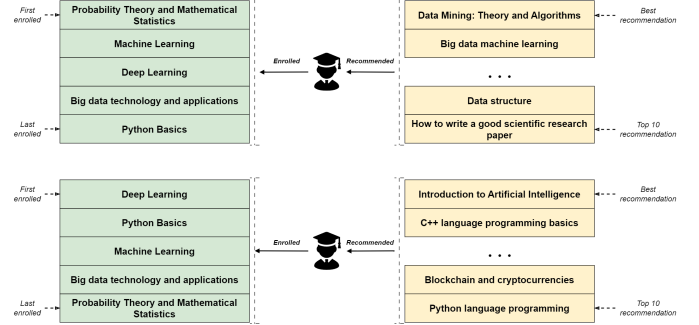 First
enrolled
Probability Theory and Mathematical
Statistics
Machine Learning
Deep Learning
Big data technology and applications
Python Basics
Last
enrolled
Enrolled
Recommended
Data Mining: Theory and Algorithms
Big data machine learning
• • •
Data structure
How to write a good scientific research
paper
Best
recommendation
Top 10
recommendation
First
enrolled
Deep Learning
Python Basics
Machine Learning
Big data technology and applications
Probability Theory and Mathematical
Statistics
Last
enrolled
Enrolled
Recommended
Introduction to Artificial Intelligence
C++ language programming basics
• • •
Blockchain and cryptocurrencies
Python language programming
Best
recommendation
Top 10
recommendation